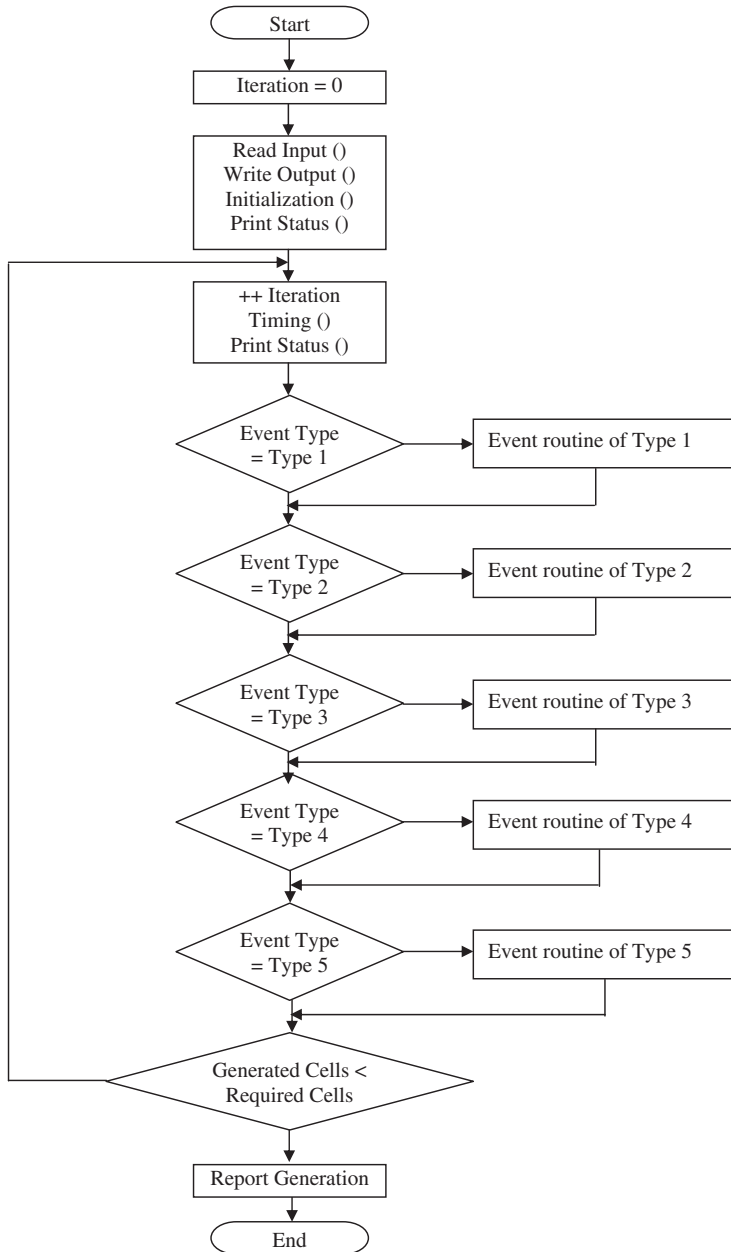 Start
Iteration = 0
Read Input ()
Write Output ()
Initialization ()
Print Status ()
++ Iteration
Timing ()
Print Status ()
Event Type
= Type 1
Event routine of Type 1
Event Type
= Type 2
Event routine of Type 2
Event Type
= Type 3
Event routine of Type 3
Event Type
= Type 4
Event routine of Type 4
Event Type
= Type 5
Event routine of Type 5
Generated Cells <
Required Cells
Report Generation
End